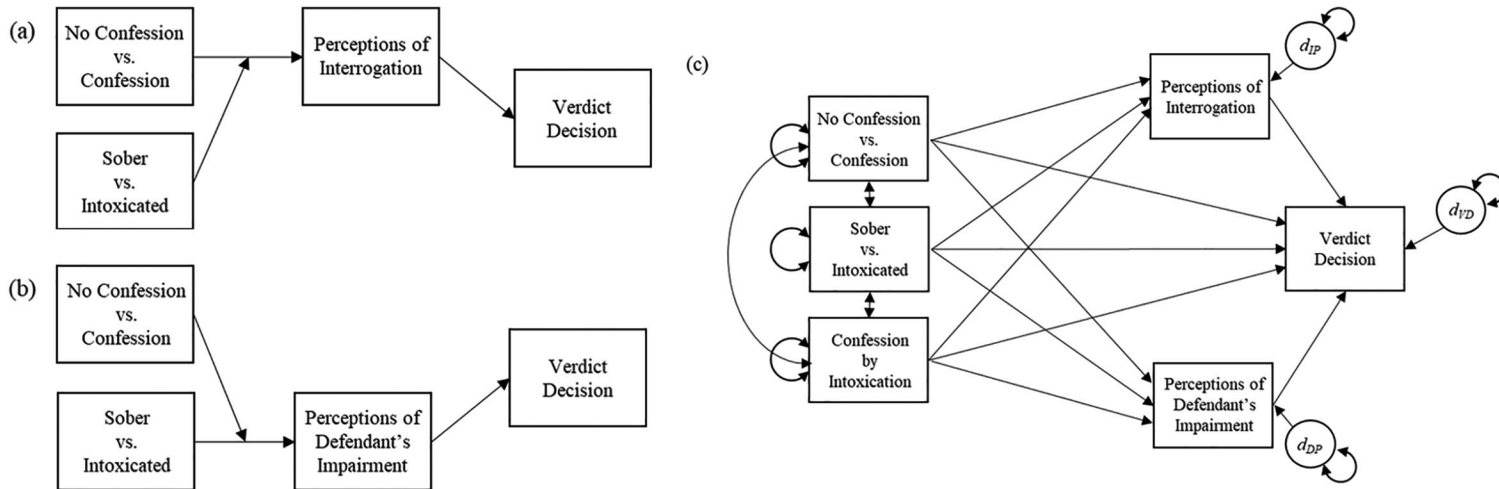 (a)
No Confession
vs.
Confession
Perceptions of
Interrogation
Verdict
Decision
Sober
vs.
Intoxicated
(b)
No Confession
vs.
Confession
Sober
vs.
Intoxicated
Perceptions of
Defendant's
Impairment
Verdict
Decision
(c)
No Confession
vs.
Confession
Sober
vs.
Intoxicated
Confession
by
Intoxication
Perceptions of
Interrogation
dIP
Verdict
Decision
dVD
Perceptions of
Defendant's
Impairment
dDP